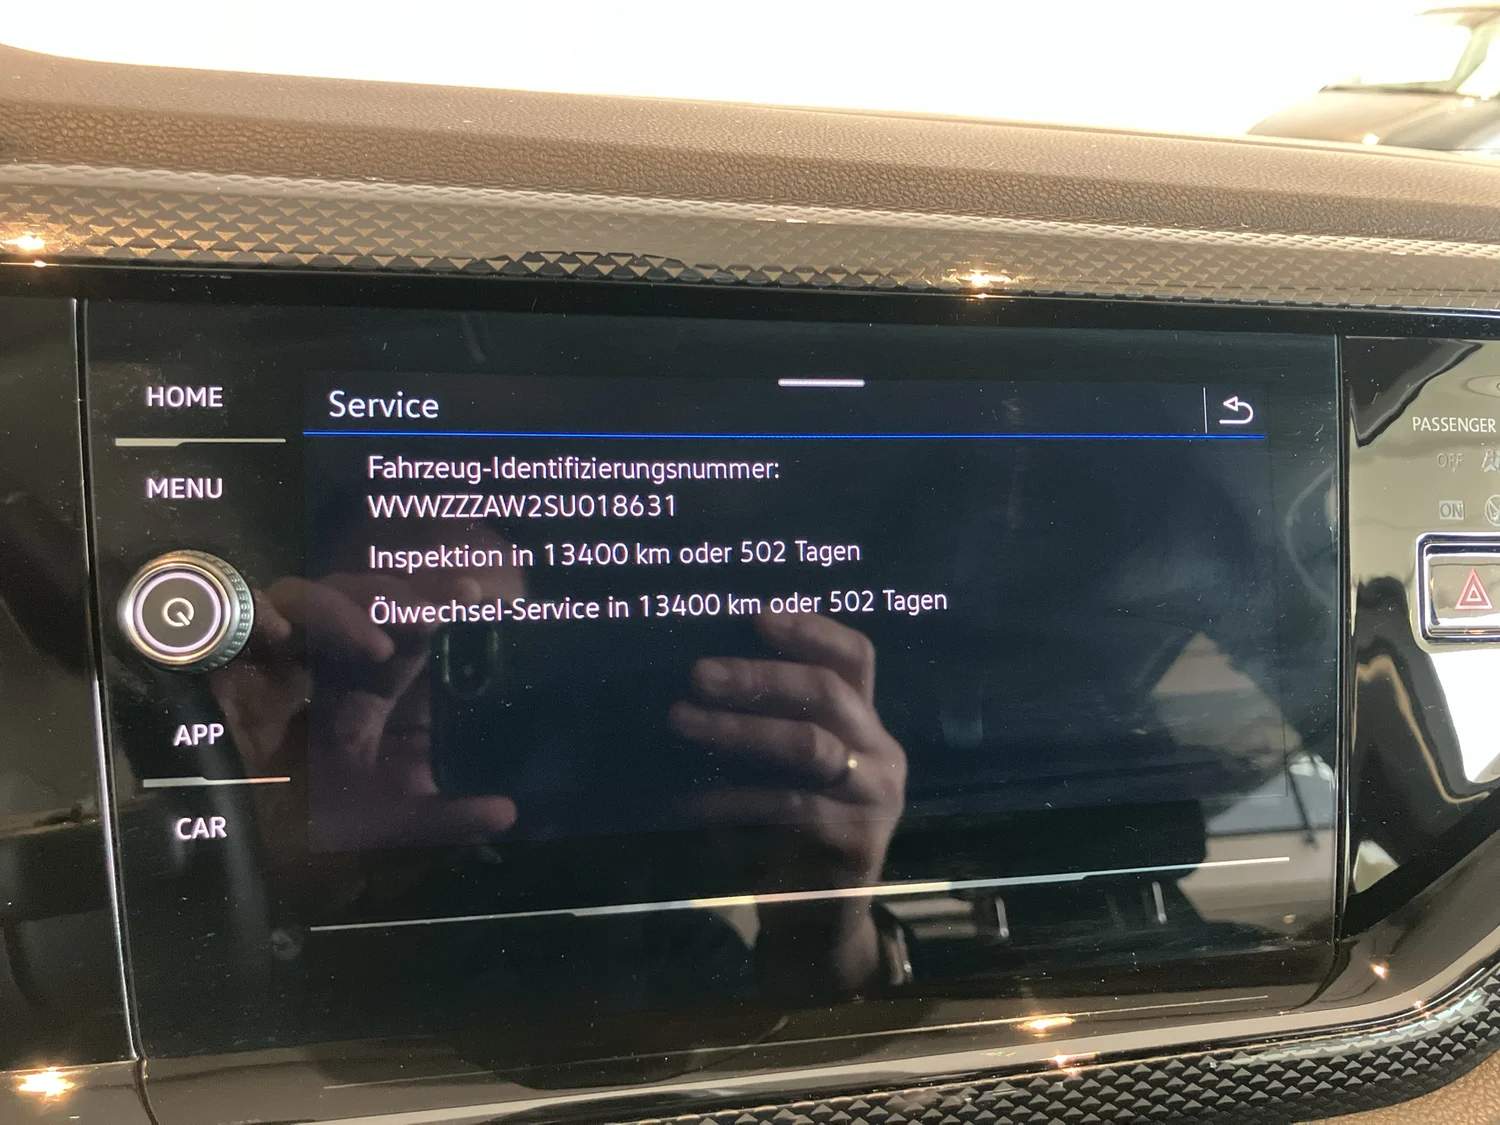 HOME
Service
PASSENGER
OFF
MENU
Fahrzeug-Identifizierungsnummer:
WVWZZZAW2SU018631
ON
Inspektion in 13400 km oder 502 Tagen
Ölwechsel-Service in 13400 km oder 502 Tagen
APP
CAR